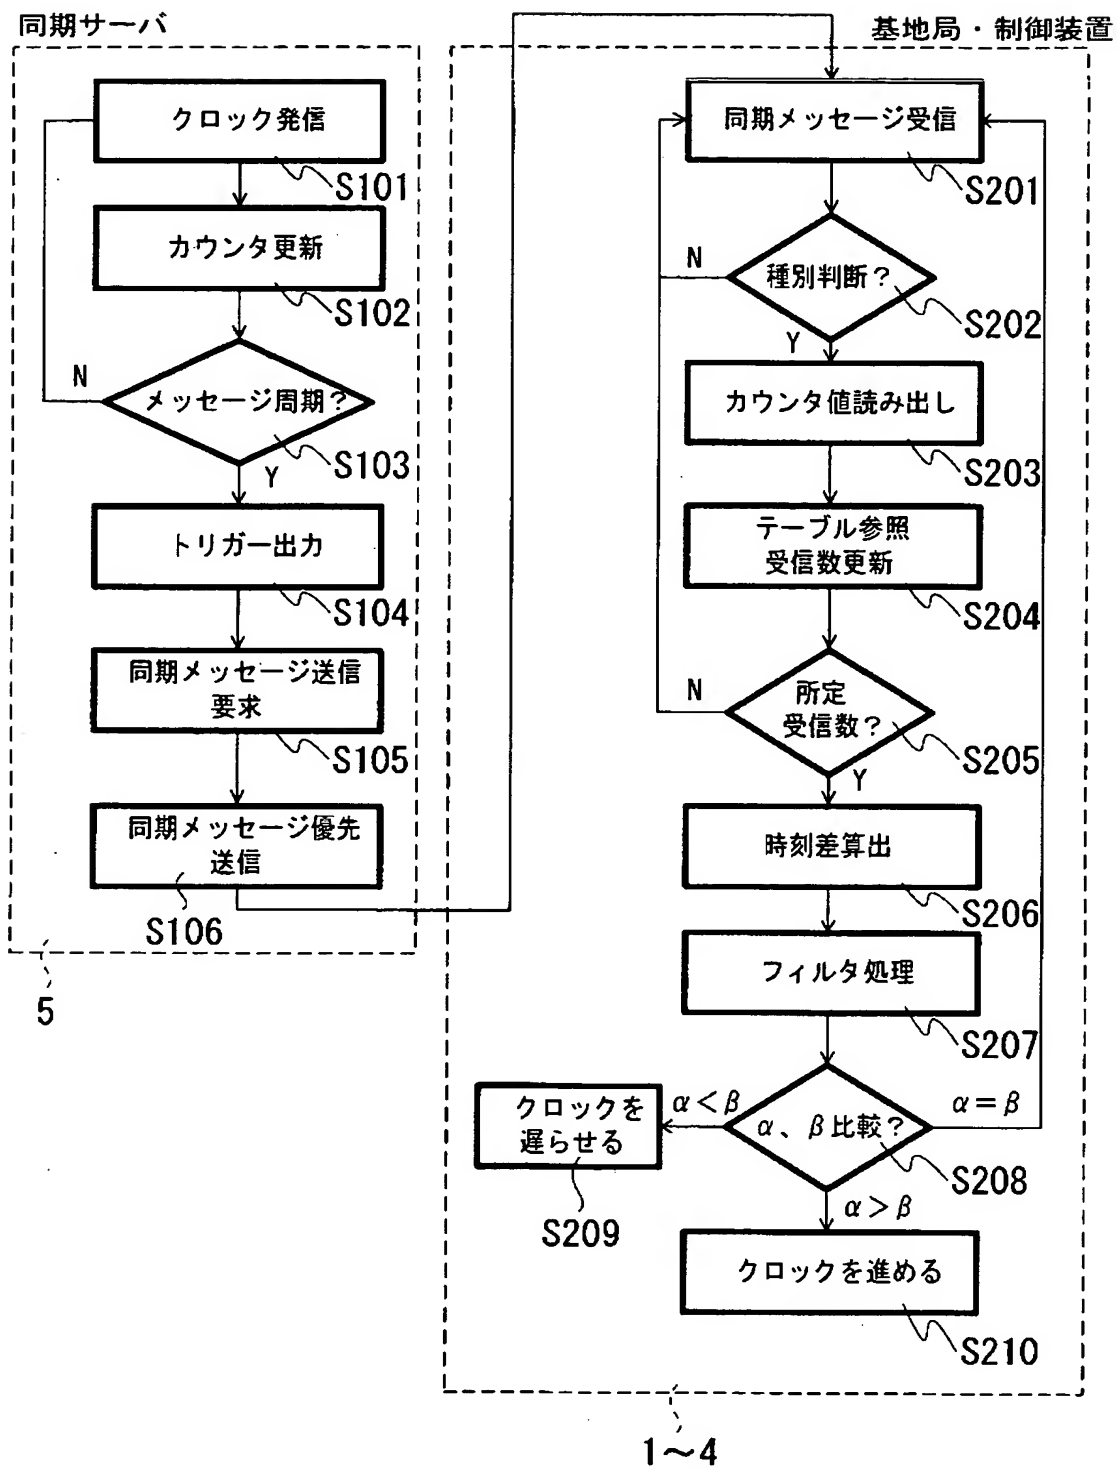 同期サーバ
クロック発信
S101
カウンタ更新
S102
メッセージ周期?
N
S103
Y
トリガー出力
S104
同期メッセージ送信
要求
S105
同期メッセージ優先
送信
S106
5
基地局・制御装置
同期メッセージ受信
S201
N
種別判断?
S202
Y
カウンタ値読み出し
S203
テーブル参照
受信数更新
S204
N
所定
受信数?
S205
Y
時刻差算出
S206
フィルタ処理
S207
クロックを
遅らせる
S209
α<β
α、β比較?
α=β
S208
α>β
クロックを進める
S210
1〜4